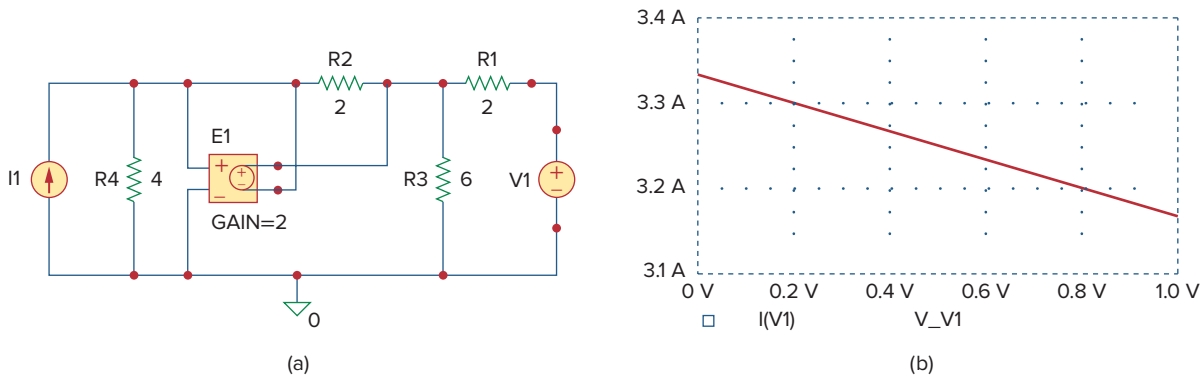 R2
R1
2
2
E1
+
+
−
−
I1
R4
4
R3
6
V1
+
−
GAIN=2
0
(a)
3.4 A
3.3 A
3.2 A
3.1 A
0 V
0.2 V
0.4 V
0.6 V
0.8 V
1.0 V
I(V1)
V_V1
(b)